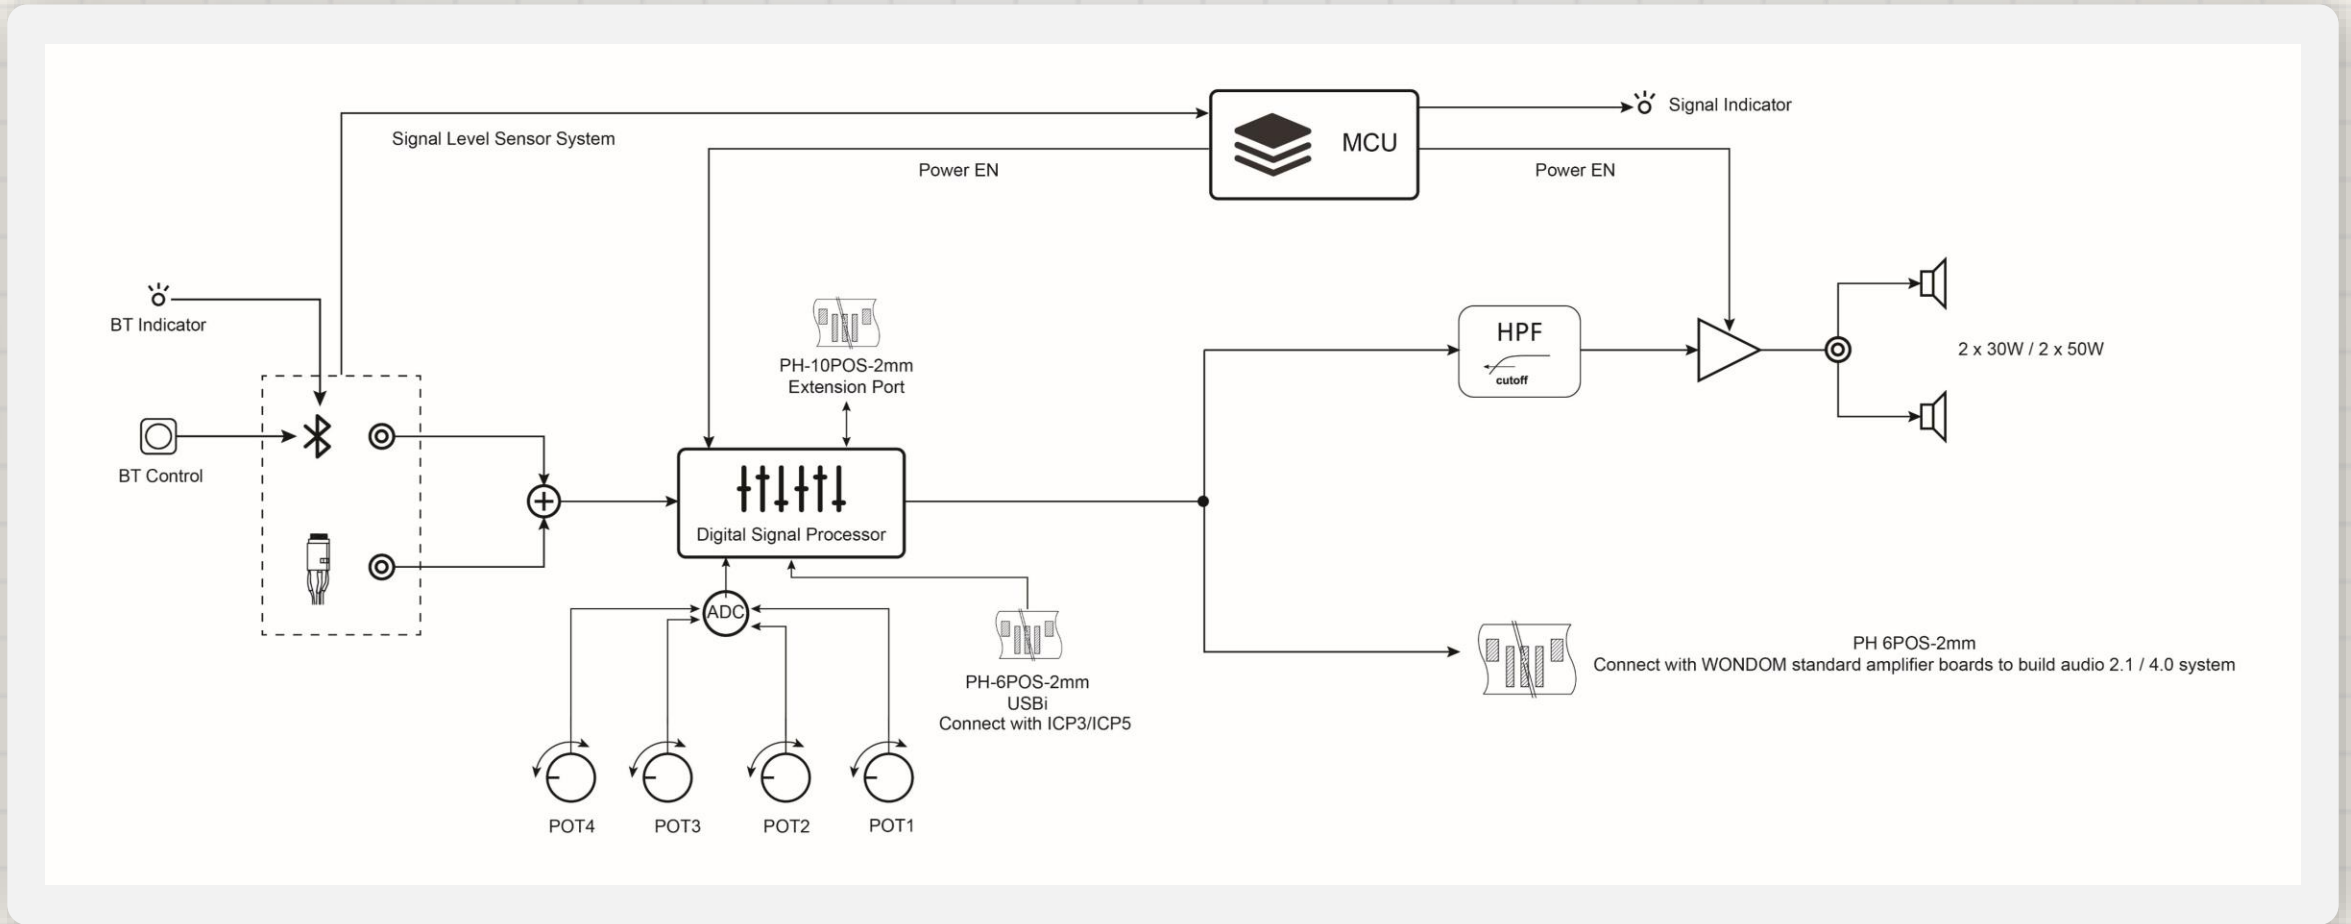 Signal Indicator
MCU
Signal Level Sensor System
Power EN
Power EN
BT Indicator
HPF
cutoff
2 x 30W / 2 x 50W
PH-10POS-2mm
Extension Port
BT Control
Digital Signal Processor
ADC
PH 6POS-2mm
Connect with WONDOM standard amplifier boards to build audio 2.1 / 4.0 system
PH-6POS-2mm
USBi
Connect with ICP3/ICP5
POT4
POT3
POT2
POT1